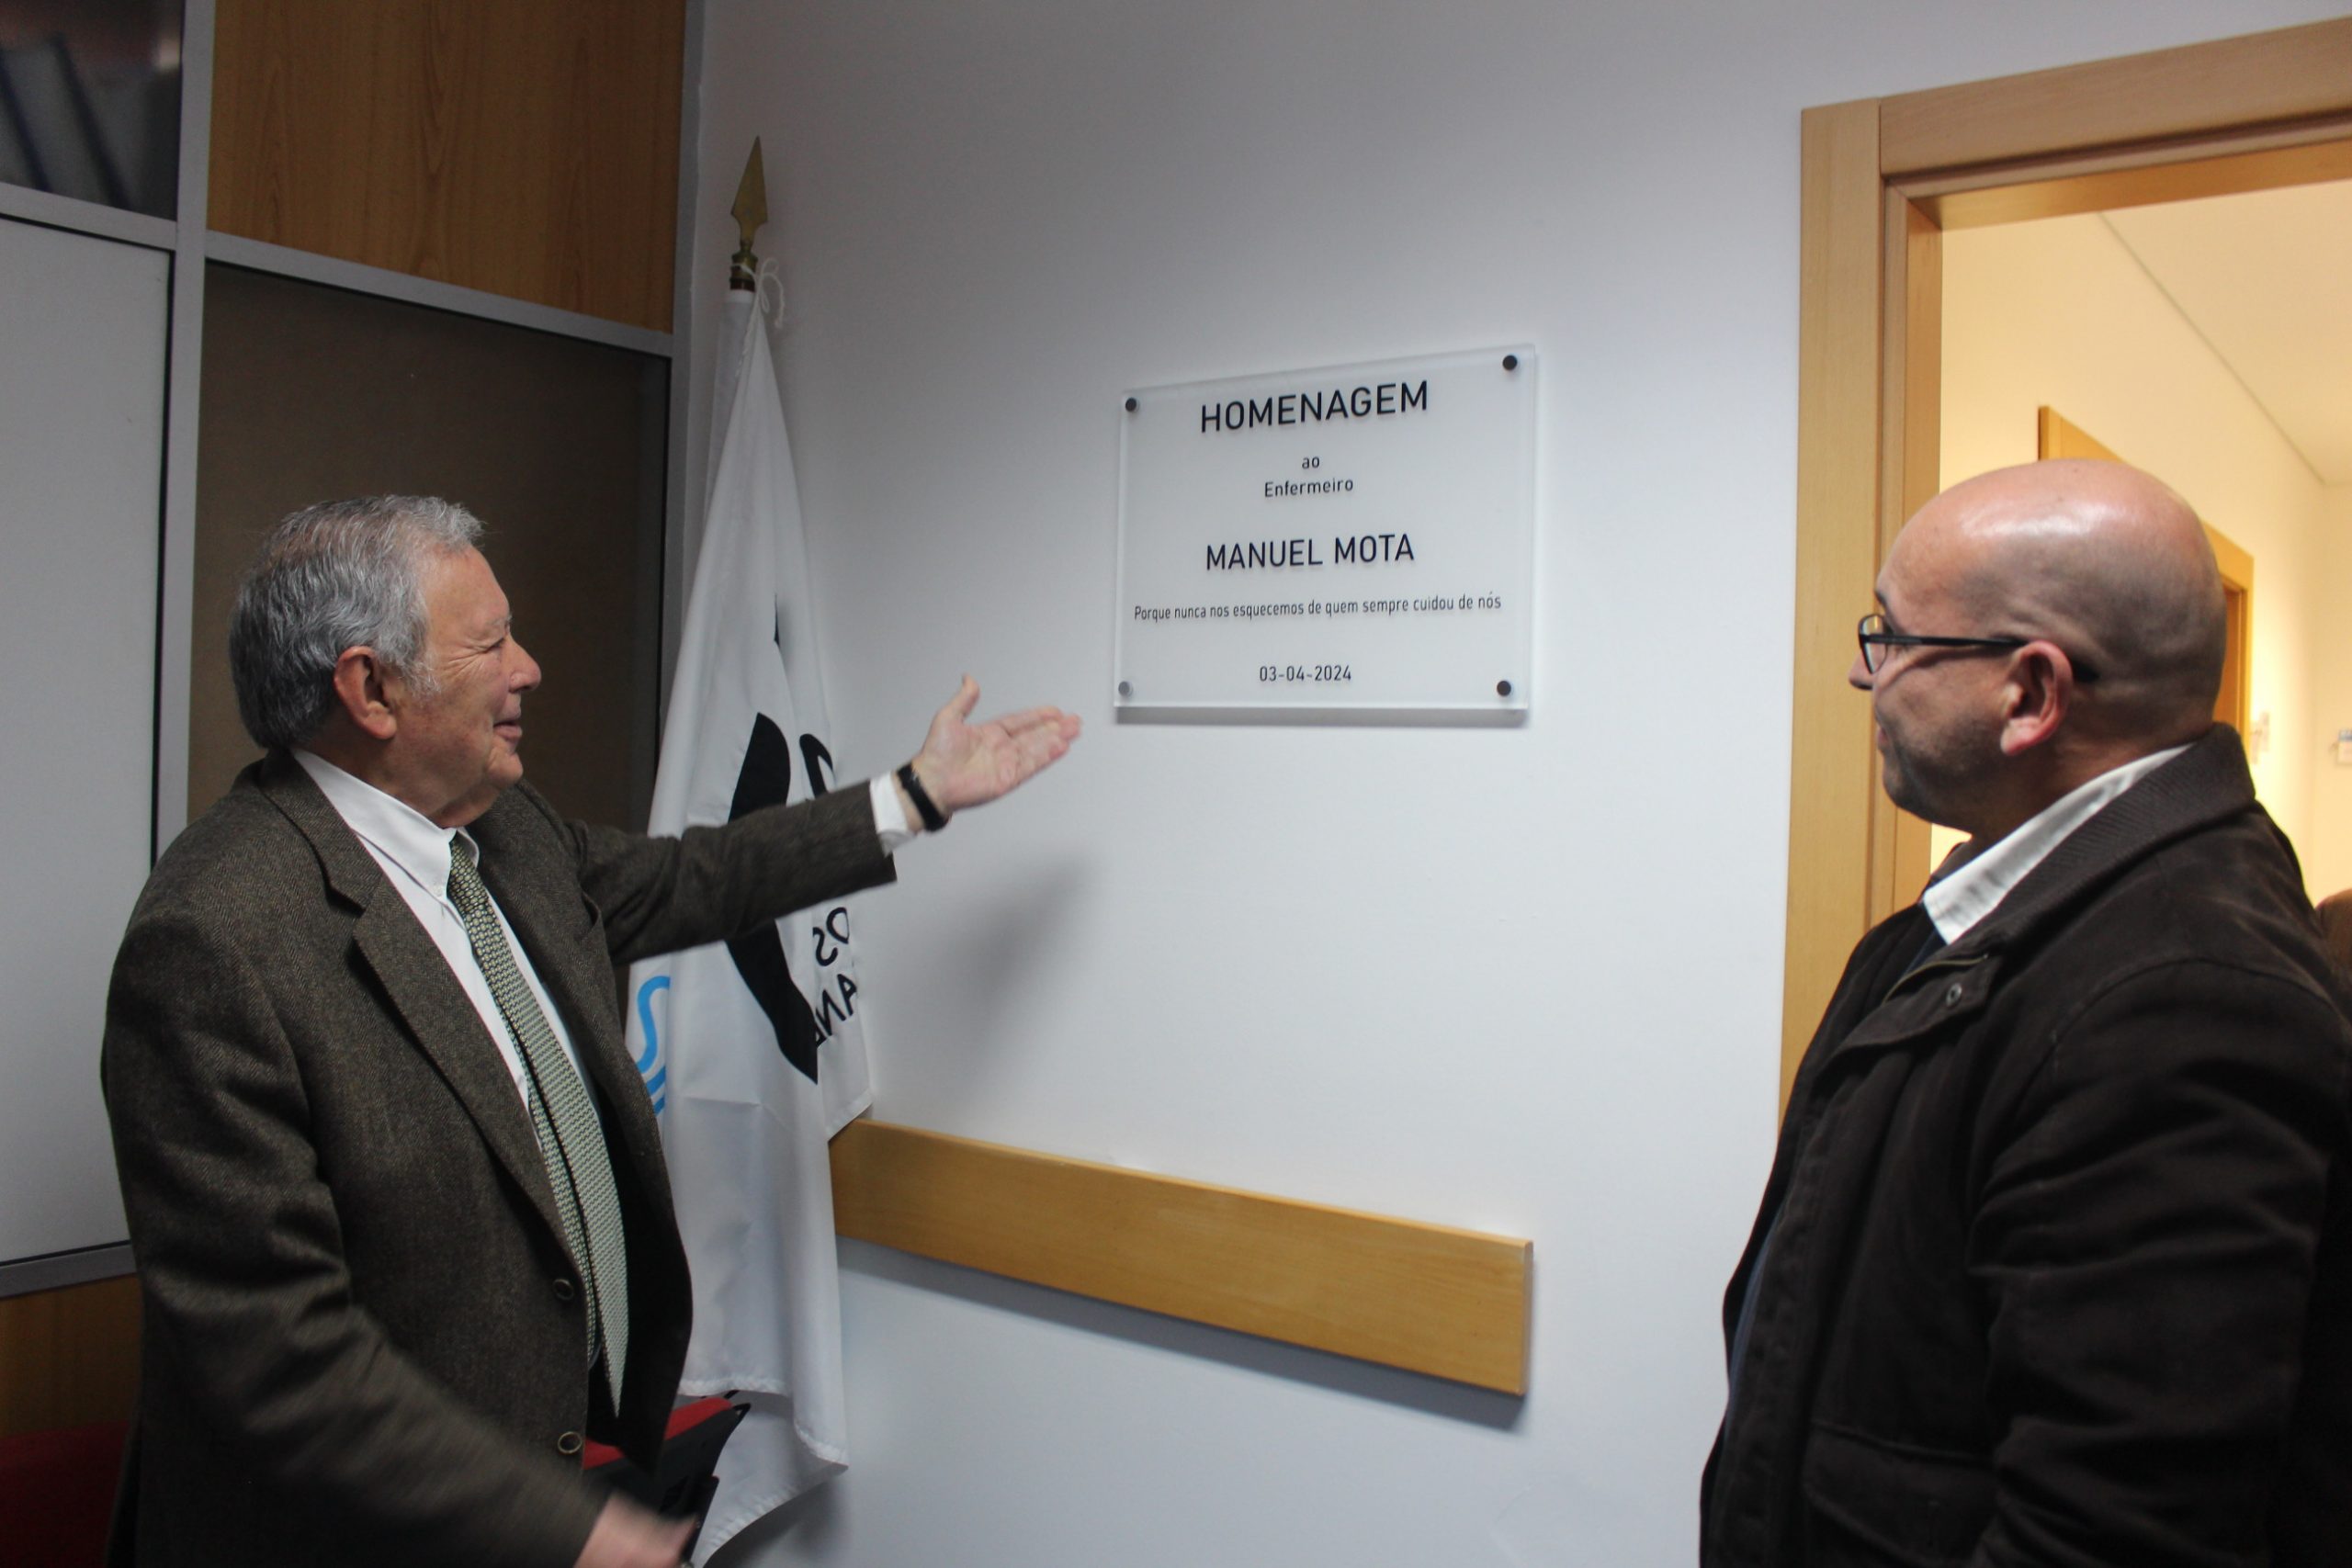 HOMENAGEM
ao
Enfermeiro
MANUEL MOTA
Porque nunca nos esquecemos de quem sempre cuidou de nós
03-04-2024